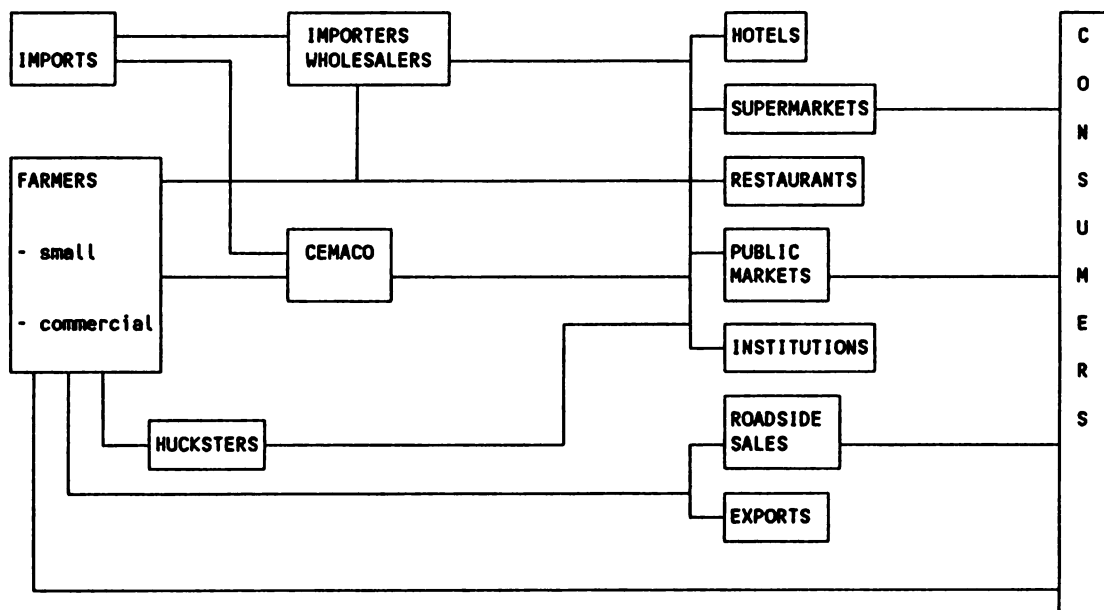 IMPORTS
IMPORTERS
WHOLESALERS
HOTELS
SUPERMARKETS
FARMERS
- small
- commercial
RESTAURANTS
CEMACO
PUBLIC
MARKETS
INSTITUTIONS
HUCKSTERS
ROADSIDE
SALES
EXPORTS
C
O
N
S
U
M
E
R
S